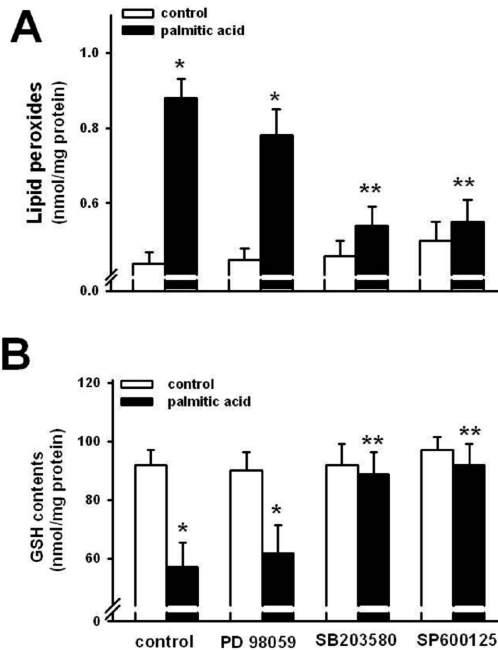 A
control
palmitic acid
Lipid peroxides
(nmol/mg protein)
1.0
0.8
0.6
0.0
*
*
**
**
B
control
palmitic acid
GSH contents
(nmol/mg protein)
120
100
80
60
0
*
*
**
**
control PD 98059 SB203580 SP600125